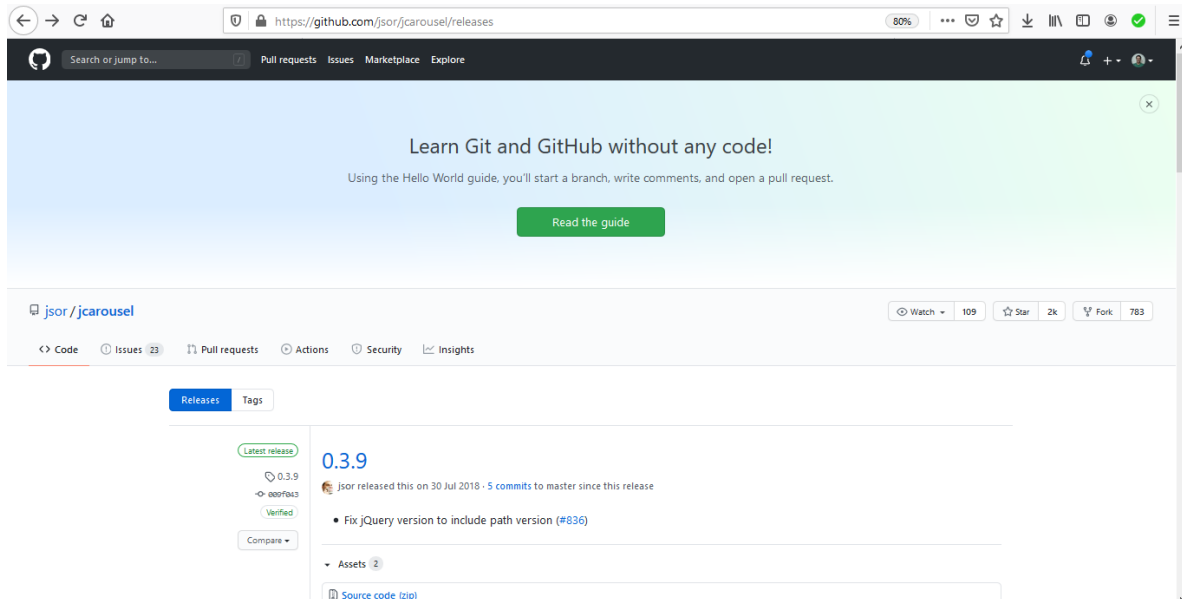 https://github.com/jsor/jcarousel/releases 80%
Search or jump to... / Pull requests Issues Marketplace Explore
Learn Git and GitHub without any code!
Using the Hello World guide, you'll start a branch, write comments, and open a pull request.
Read the guide
jsor / jcarousel Watch 109 Star 2k Fork 783
Code Issues 23 Pull requests Actions Security Insights
Releases Tags
Latest release
0.3.9
0.3.9
jsor released this on 30 Jul 2018 · 5 commits to master since this release
Verified
• Fix jQuery version to include path version (#836)
Compare
Assets 2
Source code (zip)